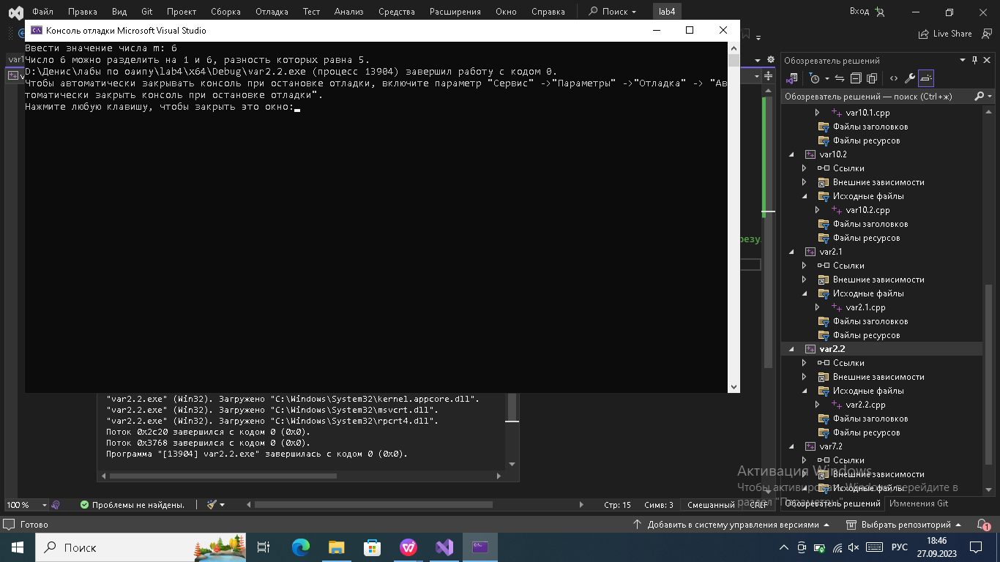 Файл Правка Вид Git Проект Сборка Отладка Тест Анализ Средства Расширения Окно Справка Поиск lab4 Вход
Консоль отладки Microsoft Visual Studio
Live Share
Ввести значение числа m: 6
Число 6 можно разделить на 1 и 6, разность которых равна 5.
D:\Денис\лабы по оаипу\lab4\x64\Debug\var2.2.exe (процесс 13904) завершил работу с кодом 0.
Чтобы автоматически закрывать консоль при остановке отладки, включите параметр "Сервис" ->"Параметры" ->"Отладка" -> "Ав
томатически закрыть консоль при остановке отладки".
Нажмите любую клавишу, чтобы закрыть это окно:
var1
Обозреватель решений
Обозреватель решений — поиск (Ctrl+ж)
var10.1.cpp
Файлы заголовков
Файлы ресурсов
var10.2
Ссылки
Внешние зависимости
Исходные файлы
var10.2.cpp
Файлы заголовков
Файлы ресурсов
var2.1
Ссылки
Внешние зависимости
Исходные файлы
var2.1.cpp
Файлы заголовков
Файлы ресурсов
var2.2
Ссылки
Внешние зависимости
Исходные файлы
var2.2.cpp
Файлы заголовков
Файлы ресурсов
var7.2
Ссылки
Внешние зависимости
Исходные файлы
резу
"var2.2.exe" (Win32). Загружено "C:\Windows\System32\kernel.appcore.dll".
"var2.2.exe" (Win32). Загружено "C:\Windows\System32\msvcrt.dll".
"var2.2.exe" (Win32). Загружено "C:\Windows\System32\rpcrt4.dll".
Поток 0x2c20 завершился с кодом 0 (0x0).
Поток 0x3768 завершился с кодом 0 (0x0).
Программа "[13904] var2.2.exe" завершилась с кодом 0 (0x0).
Активация Windows
Чтобы активировать Windows, перейдите в
раздел "Параметры".
100 % Проблемы не найдены. Стр: 15 Симв: 3 Смешанный CRLF
Обозреватель решений Изменения Git
Готово Добавить в систему управления версиями Выбрать репозиторий 1
Поиск
РУС
18:46
27.09.2023